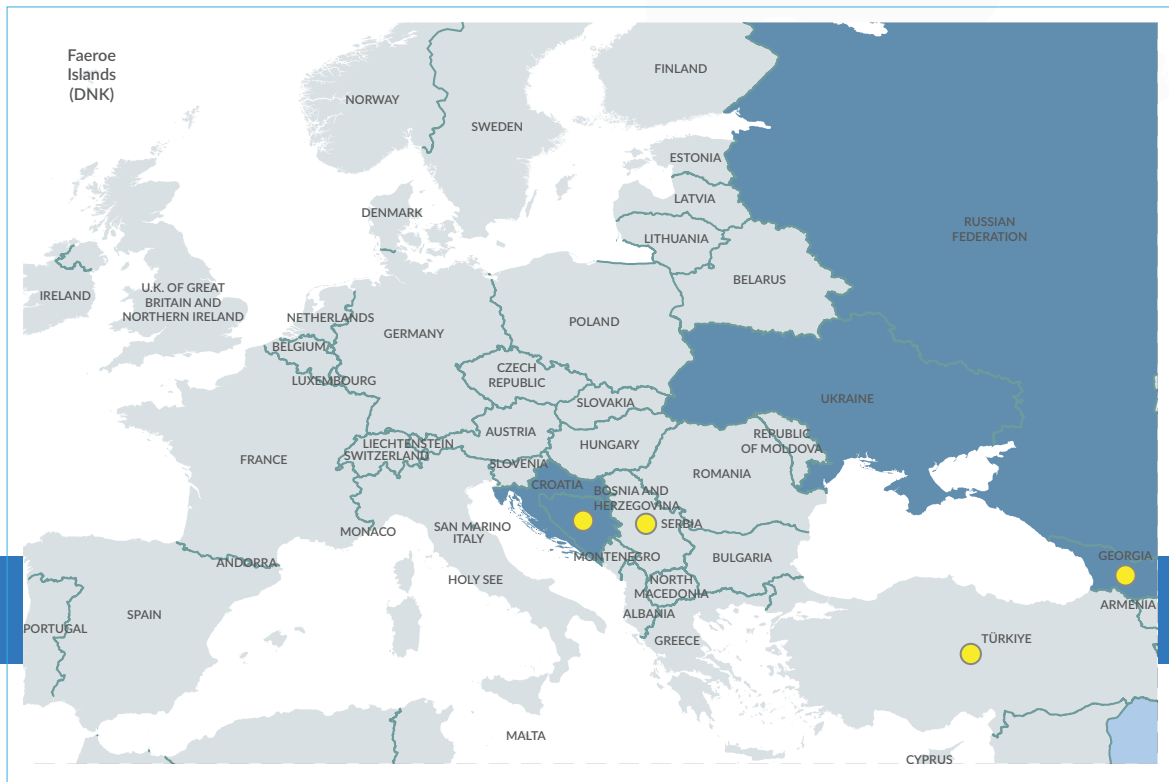 Faeroe
Islands
(DNK)
FINLAND
NORWAY
SWEDEN
ESTONIA
LATVIA
DENMARK
RUSSIAN
FEDERATION
LITHUANIA
BELARUS
IRELAND
U.K. OF GREAT
BRITAIN AND
NORTHERN IRELAND
NETHERLANDS
POLAND
GERMANY
BELGIUM
CZECH
REPUBLIC
LUXEMBOURG
SLOVAKIA
UKRAINE
AUSTRIA
REPUBLIC
OF MOLDOVA
LIECHTENSTEIN
HUNGARY
SWITZERLAND
FRANCE
SLOVENIA
ROMANIA
CROATIA
BOSNIA AND
HERZEGOVINA
SERBIA
MONACO
SAN MARINO
ITALY
MONTENEGRO
BULGARIA
GEORGIA
ANDORRA
HOLY SEE
NORTH
MACEDONIA
ARMENIA
SPAIN
ALBANIA
PORTUGAL
GREECE
TÜRKIYE
MALTA
CYPRUS